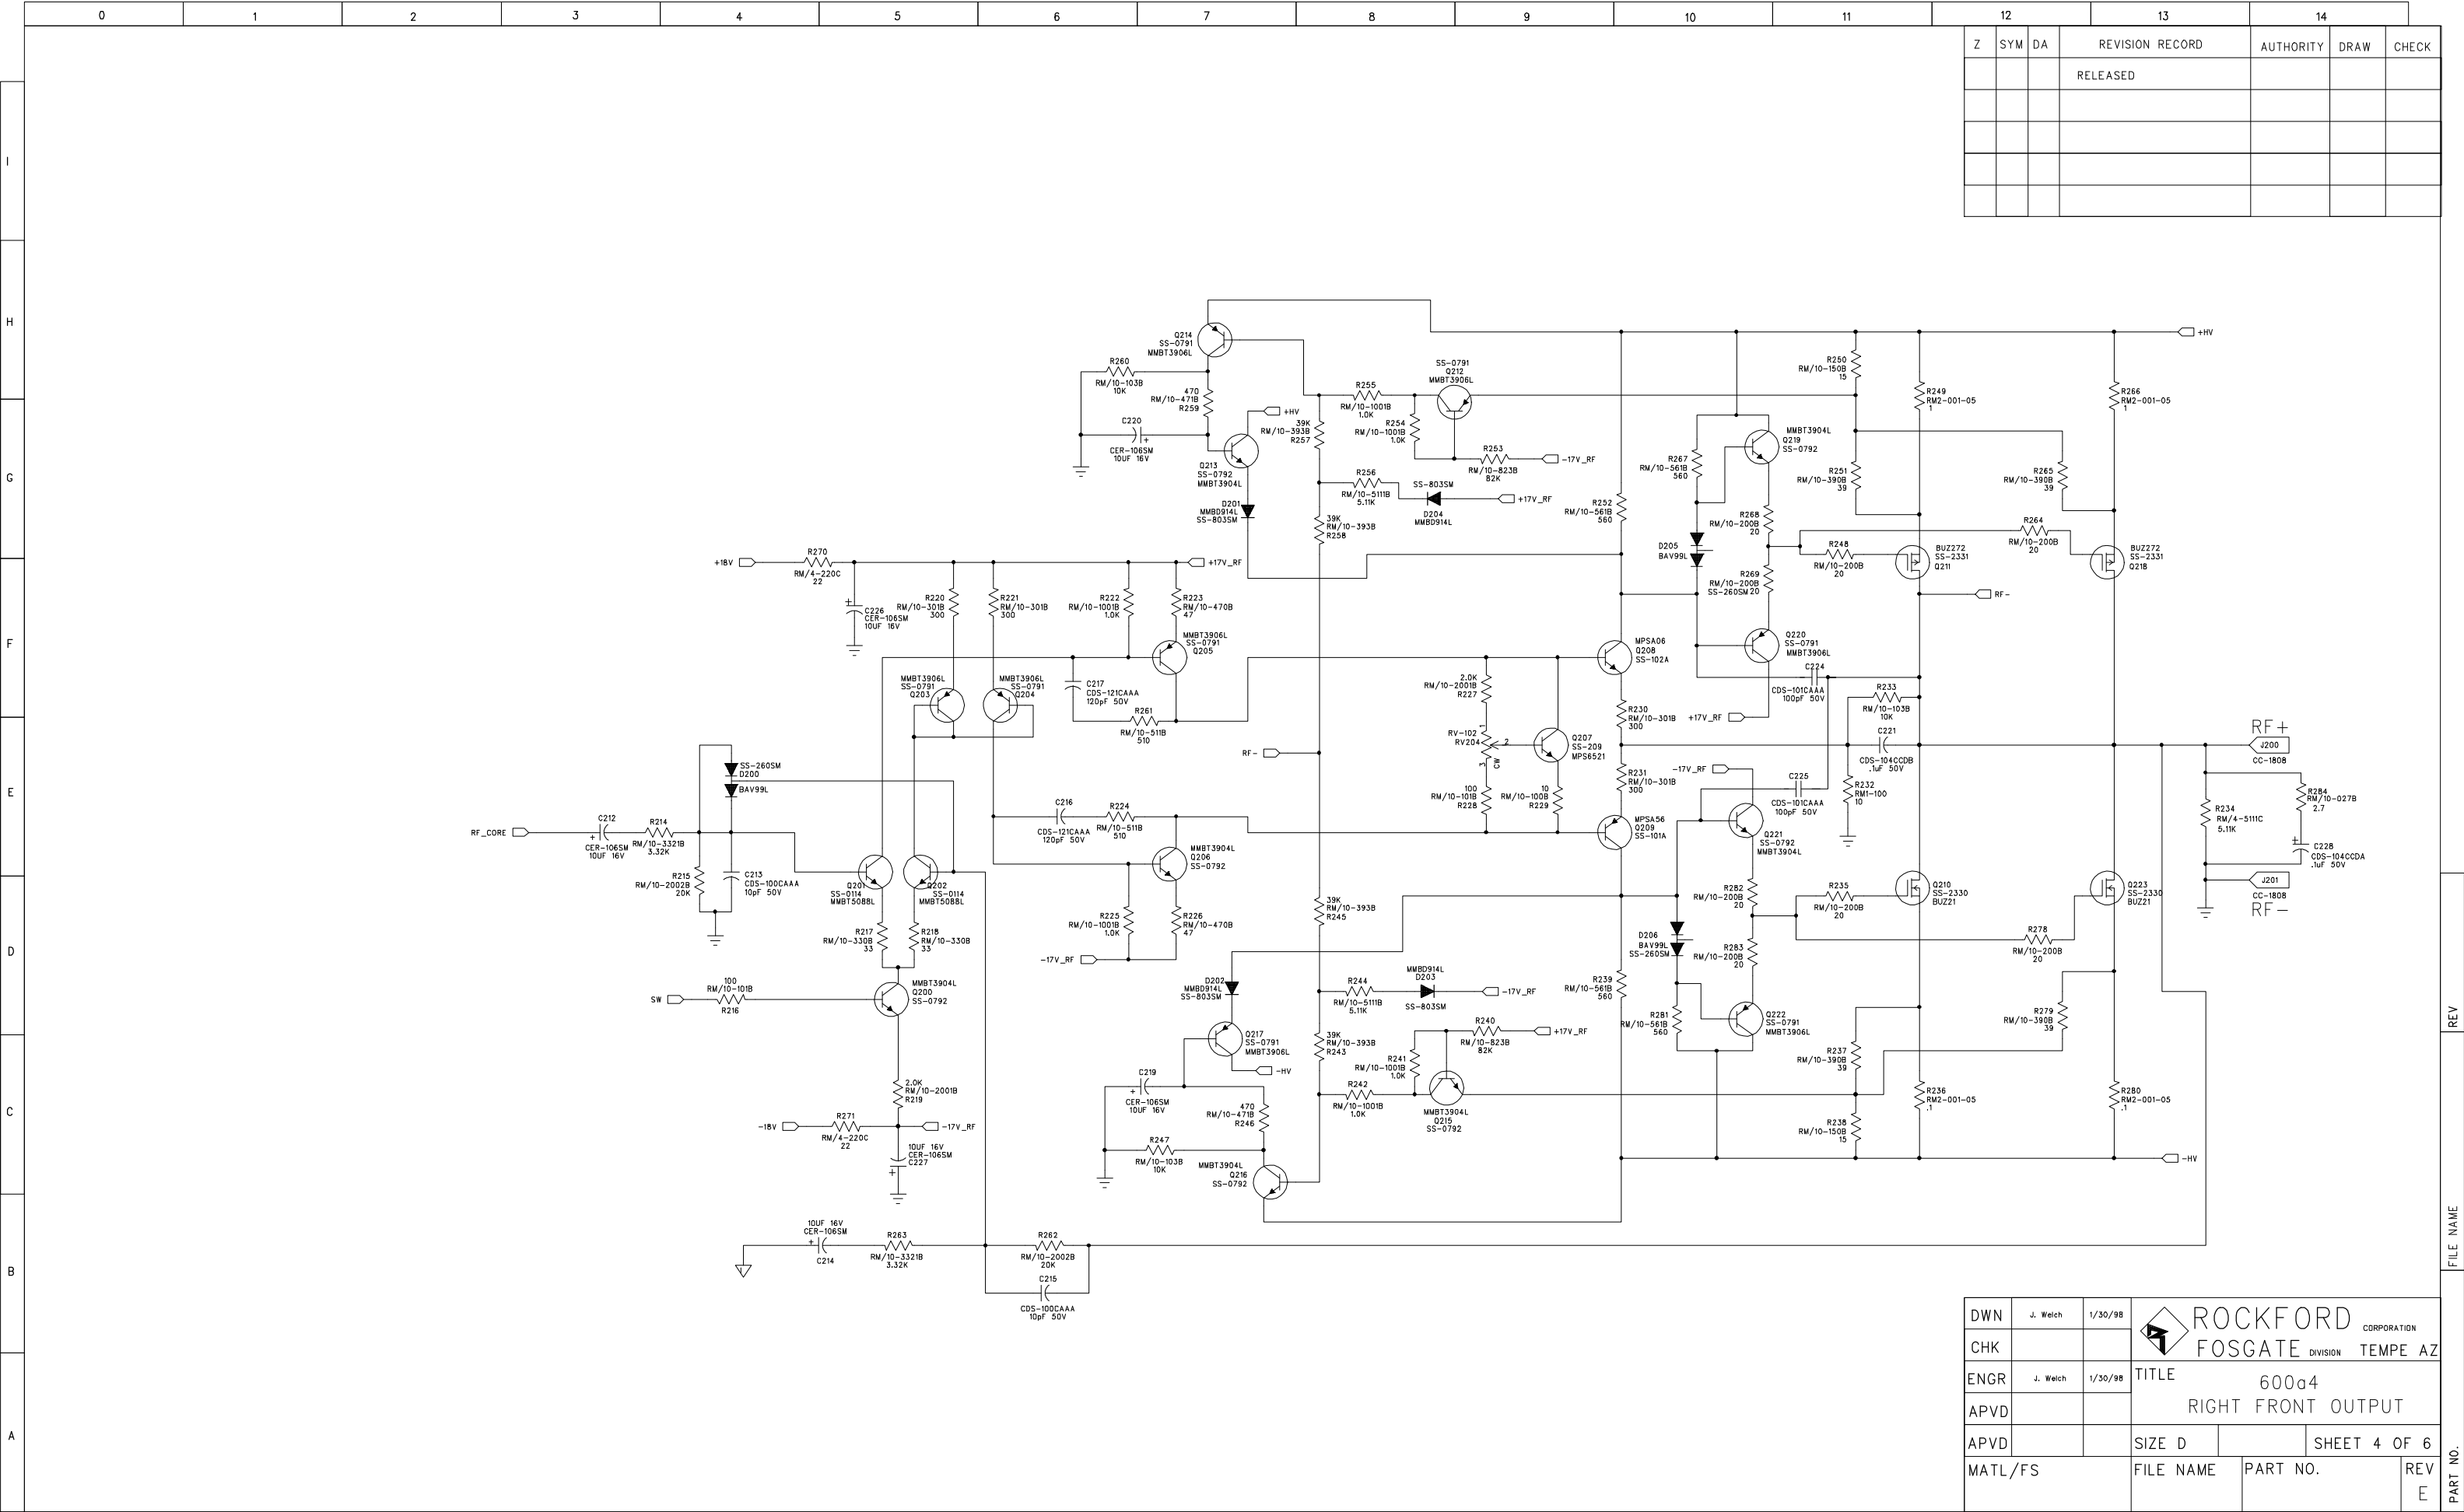 0 1 2 3 4 5 6 7 8 9 10 11 12 13 14
Z SYM DA REVISION RECORD AUTHORITY DRAW CHECK
RELEASED
I
H
G
F
E
D
C
B
A
Q214
SS-0791
MMBT3906L
R260
RM/10-103B
10K
470
RM/10-471B
R259
C220
+
CER-106SM
10UF 16V
+HV
Q213
SS-0792
MMBT3904L
D201
MMBD914L
SS-803SM
39K
RM/10-393B
R257
R255
RM/10-1001B
1.0K
R254
RM/10-1001B
1.0K
SS-0791
Q212
MMBT3906L
R253
RM/10-823B
82K
-17V_RF
R256
RM/10-5111B
5.11K
SS-803SM
D204
MMBD914L
+17V_RF
39K
RM/10-393B
R258
+HV
R250
RM/10-150B
15
R249
RM2-001-05
.1
R266
RM2-001-05
.1
R267
RM/10-561B
560
MMBT3904L
Q219
SS-0792
R251
RM/10-390B
39
R265
RM/10-390B
39
R252
RM/10-561B
560
R268
RM/10-200B
20
R264
RM/10-200B
20
D205
BAV99L
R248
RM/10-200B
20
BUZ272
SS-2331
Q211
BUZ272
SS-2331
Q218
R269
RM/10-200B
SS-260SM 20
RF-
+18V
R270
RM/4-220C
22
+17V_RF
+
C226
CER-106SM
10UF 16V
R220
RM/10-301B
300
R221
RM/10-301B
300
R222
RM/10-1001B
1.0K
R223
RM/10-470B
47
MMBT3906L
SS-0791
Q205
MMBT3906L
SS-0791
Q203
MMBT3906L
SS-0791
Q204
C217
CDS-121CAAA
120pF 50V
R261
RM/10-511B
510
MPSA06
Q208
SS-102A
Q220
SS-0791
MMBT3906L
C224
CDS-101CAAA
100pF 50V
R233
RM/10-103B
10K
2.0K
RM/10-2001B
R227
R230
RM/10-301B
300
+17V_RF
RF-
RV-102
RV204
1
2
3
CW
Q207
SS-209
MPS6521
C221
CDS-104CCDB
.1uF 50V
RF+
J200
CC-1808
SS-260SM
D200
BAV99L
100
RM/10-101B
R228
10
RM/10-100B
R229
R231
RM/10-301B
300
-17V_RF
C225
CDS-101CAAA
100pF 50V
R232
RM1-100
10
R234
RM/4-5111C
5.11K
R284
RM/10-027B
2.7
+
C228
CDS-104CCDA
.1uF 50V
J201
CC-1808
RF-
RF_CORE
C212
+
CER-106SM
10UF 16V
R214
RM/10-3321B
3.32K
C216
CDS-121CAAA
120pF 50V
R224
RM/10-511B
510
MPSA56
Q209
SS-101A
Q221
SS-0792
MMBT3904L
R215
RM/10-2002B
20K
C213
CDS-100CAAA
10pF 50V
Q201
SS-0114
MMBT5088L
Q202
SS-0114
MMBT5088L
MMBT3904L
Q206
SS-0792
R217
RM/10-330B
33
R218
RM/10-330B
33
R225
RM/10-1001B
1.0K
R226
RM/10-470B
47
39K
RM/10-393B
R245
R282
RM/10-200B
20
R235
RM/10-200B
20
Q210
SS-2330
BUZ21
Q223
SS-2330
BUZ21
-17V_RF
D206
BAV99L
SS-260SM
R283
RM/10-200B
20
R278
RM/10-200B
20
SW
100
RM/10-101B
R216
MMBT3904L
Q200
SS-0792
D202
MMBD914L
SS-803SM
R244
RM/10-5111B
5.11K
MMBD914L
D203
SS-803SM
-17V_RF
R239
RM/10-561B
560
R281
RM/10-561B
560
Q222
SS-0791
MMBT3906L
R279
RM/10-390B
39
Q217
SS-0791
MMBT3906L
-HV
39K
RM/10-393B
R243
R240
RM/10-823B
82K
+17V_RF
R241
RM/10-1001B
1.0K
R242
RM/10-1001B
1.0K
MMBT3904L
Q215
SS-0792
R237
RM/10-390B
39
R236
RM2-001-05
.1
R280
RM2-001-05
.1
R238
RM/10-150B
15
-HV
2.0K
RM/10-2001B
R219
C219
+
CER-106SM
10UF 16V
470
RM/10-471B
R246
-18V
R271
RM/4-220C
22
-17V_RF
10UF 16V
CER-106SM
C227
+
R247
RM/10-103B
10K
MMBT3904L
Q216
SS-0792
10UF 16V
CER-106SM
+
C214
R263
RM/10-3321B
3.32K
R262
RM/10-2002B
20K
C215
CDS-100CAAA
10pF 50V
DWN J. Welch 1/30/98
CHK
ENGR J. Welch 1/30/98
APVD
APVD
MATL/FS
ROCKFORD CORPORATION
FOSGATE DIVISION TEMPE AZ
TITLE
600a4
RIGHT FRONT OUTPUT
SIZE D
SHEET 4 OF 6
FILE NAME
PART NO.
REV
E
REV
FILE NAME
PART NO.